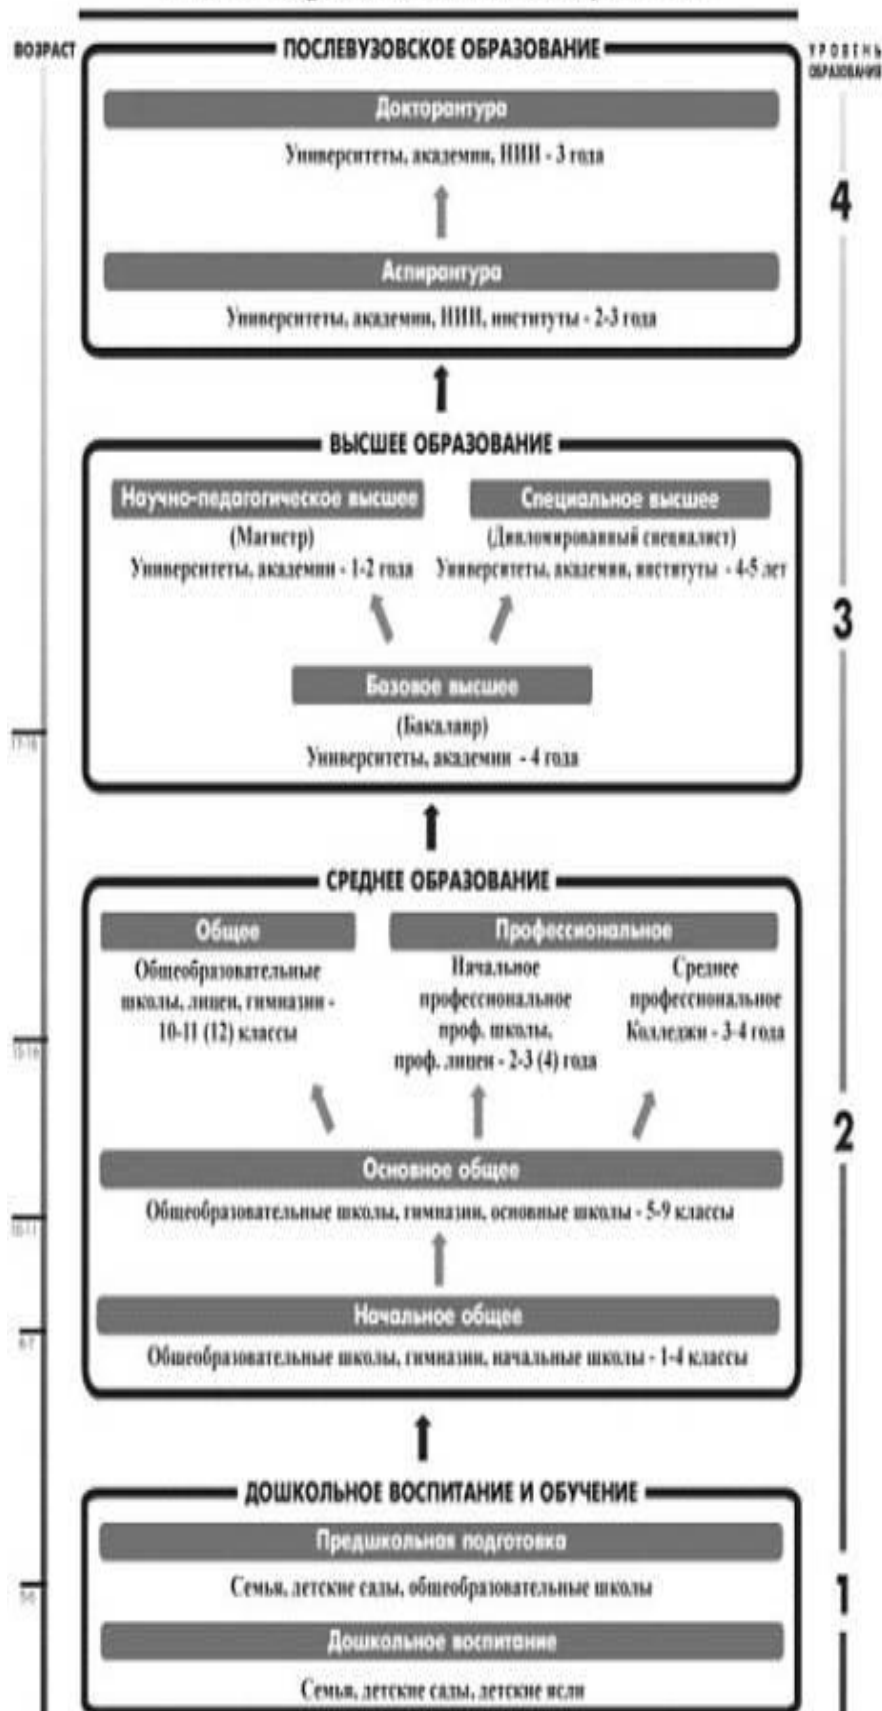 ВОЗРАСТ
ПОСЛЕВУЗОВСКОЕ ОБРАЗОВАНИЕ
УРОВЕНЬ
ОБРАЗОВАНИЯ
Докторантура
Университеты, академии, НИИ - 3 года
4
Аспирантура
Университеты, академии, НИИ, институты - 2-3 года
ВЫСШЕЕ ОБРАЗОВАНИЕ
Научно-педагогическое высшее
(Магистр)
Университеты, академии - 1-2 года
Специальное высшее
(Дипломированный специалист)
Университеты, академии, институты - 4-5 лет
3
Базовое высшее
(Бакалавр)
Университеты, академии - 4 года
СРЕДНЕЕ ОБРАЗОВАНИЕ
Общее
Общеобразовательные
школы, лицеи, гимназии -
10-11 (12) классы
Профессиональное
Начальное
профессиональное
проф. школы,
проф. лицеи - 2-3 (4) года
Среднее
профессиональное
Колледжи - 3-4 года
15-16
2
Основное общее
Общеобразовательные школы, гимназии, основные школы - 5-9 классы
10-11
Начальное общее
6-7
Общеобразовательные школы, гимназии, начальные школы - 1-4 классы
ДОШКОЛЬНОЕ ВОСПИТАНИЕ И ОБУЧЕНИЕ
Предшкольная подготовка
Семья, детские сады, общеобразовательные школы
1
Дошкольное воспитание
Семья, детские сады, детские ясли